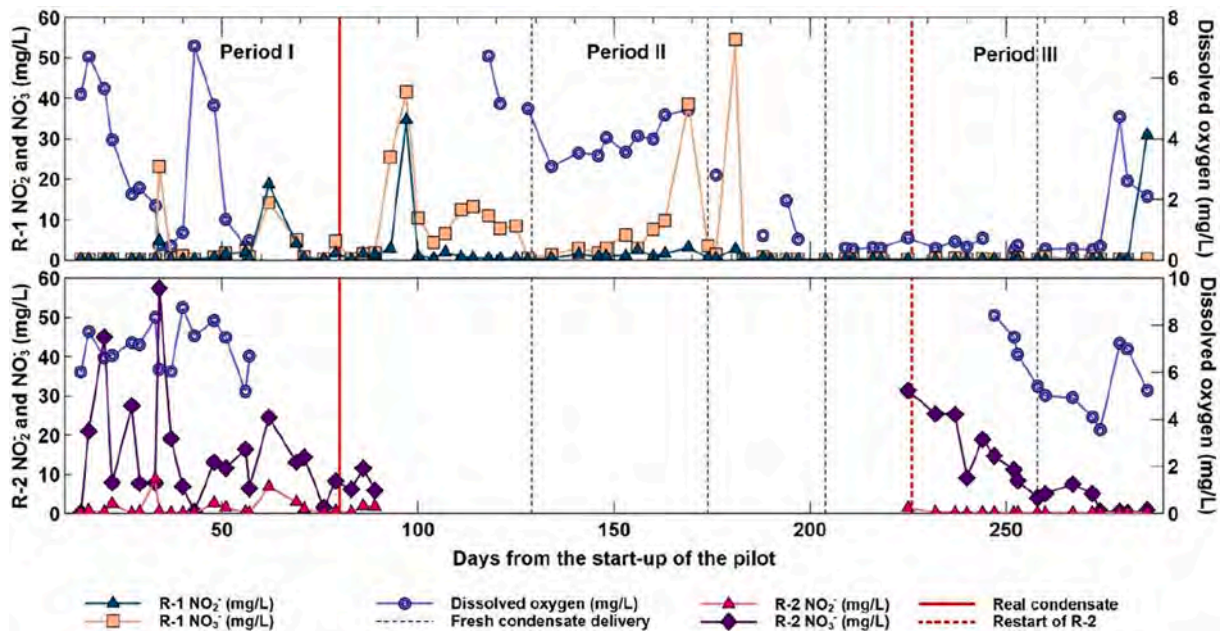 60
50
40
30
20
10
0
R-1 NO₂⁻ and NO₃⁻ (mg/L)
Period I
Period II
Period III
8
6
4
2
0
Dissolved oxygen (mg/L)
60
50
40
30
20
10
0
R-2 NO₂⁻ and NO₃⁻ (mg/L)
10
8
6
4
2
0
Dissolved oxygen (mg/L)
50
100
150
200
250
Days from the start-up of the pilot
R-1 NO₂⁻ (mg/L)
Dissolved oxygen (mg/L)
R-2 NO₂⁻ (mg/L)
Real condensate
R-1 NO₃⁻ (mg/L)
Fresh condensate delivery
R-2 NO₃⁻ (mg/L)
Restart of R-2